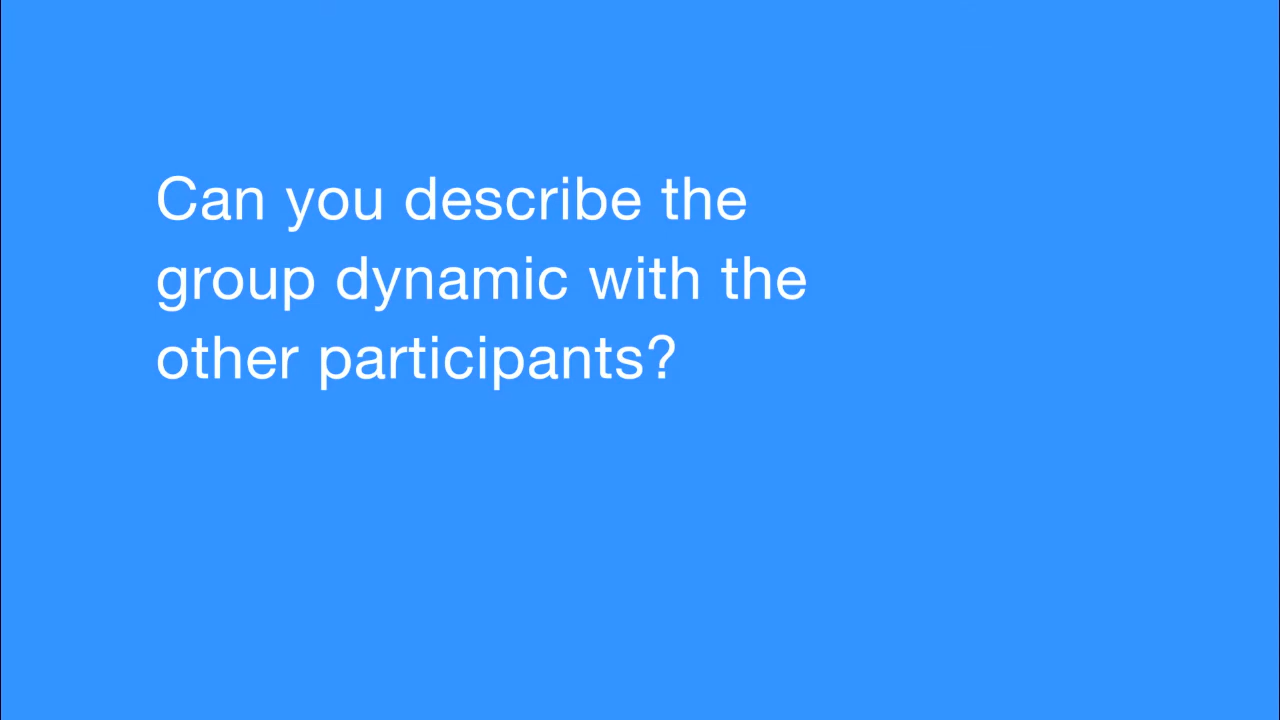 Can you describe the
group dynamic with the
other participants?